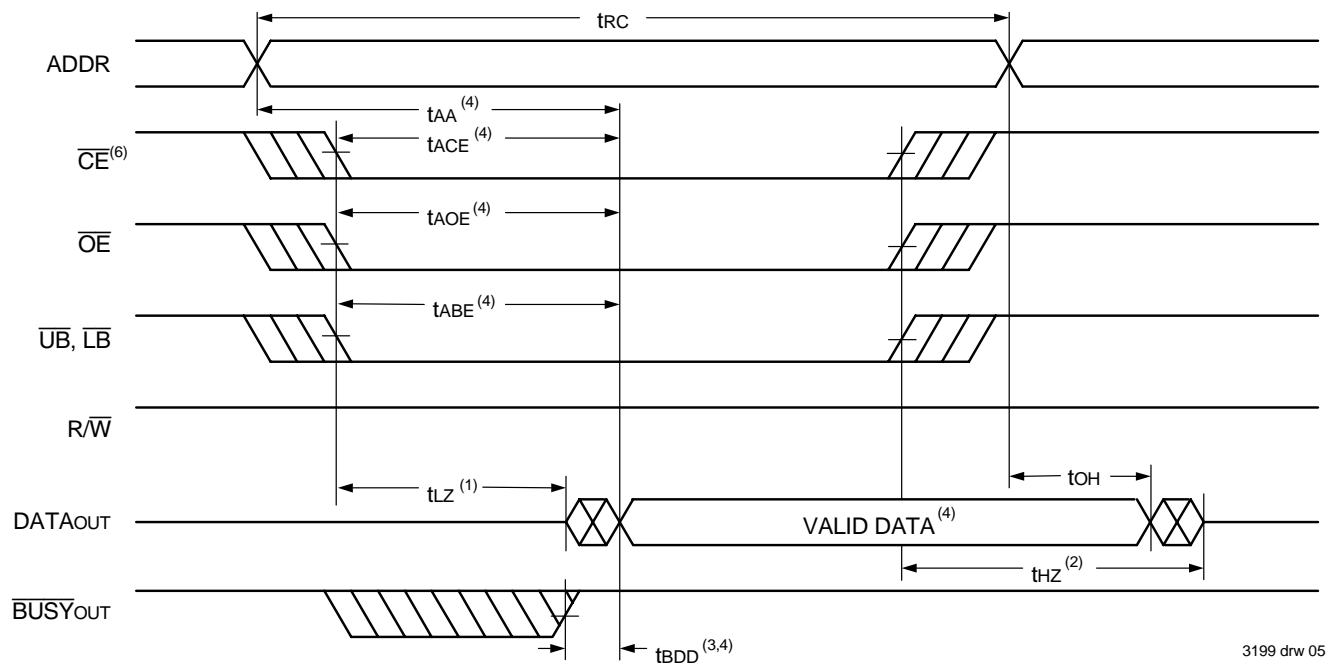 tRC
ADDR
tAA (4)
CE(6)
tACE (4)
OE
tAOE (4)
UB, LB
tABE (4)
R/W
tLZ (1)
tOH
DATAOUT
VALID DATA(4)
tHZ (2)
BUSYOUT
tBDD (3,4)
3199 drw 05